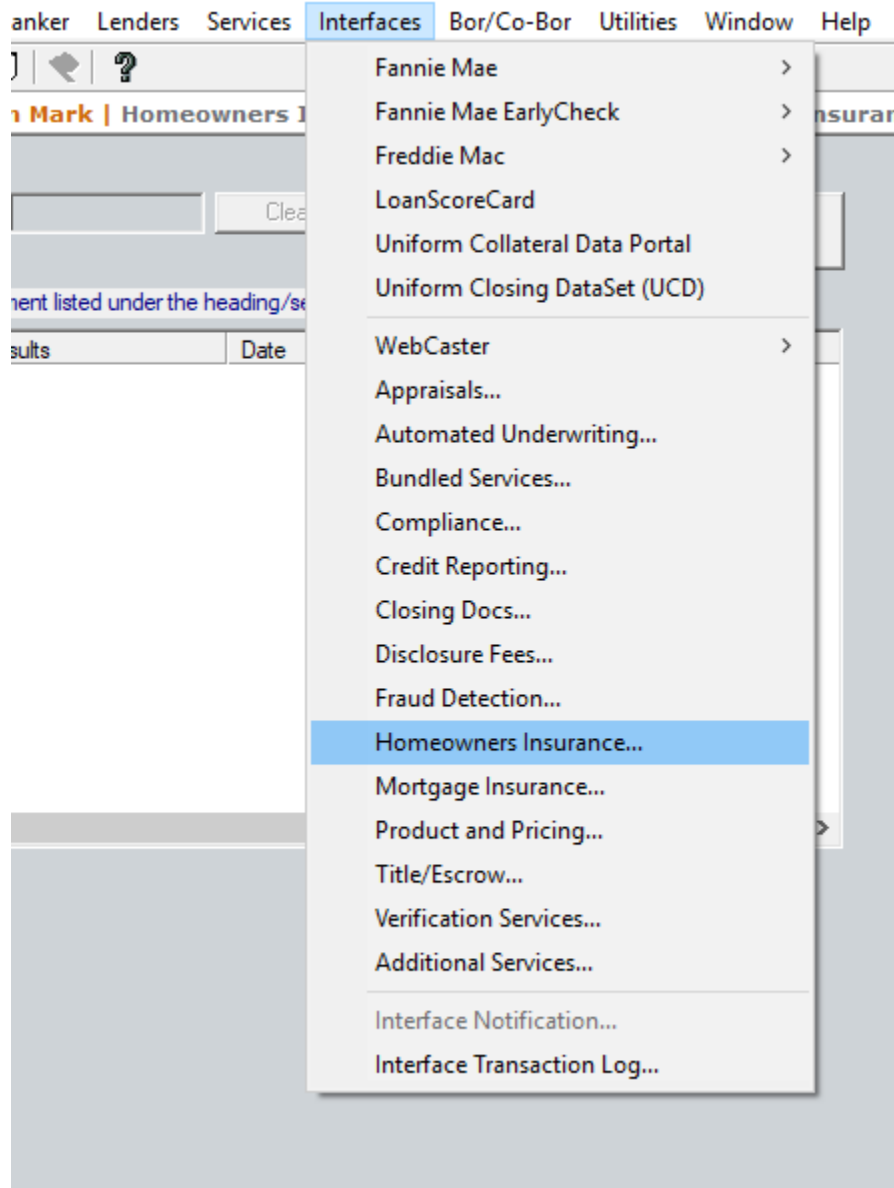 anker Lenders Services Interfaces Bor/Co-Bor Utilities Window Help
Mark | Homeowners I
Fannie Mae
Fannie Mae EarlyCheck
Freddie Mac
LoanScoreCard
Clea
Uniform Collateral Data Portal
Uniform Closing DataSet (UCD)
nent listed under the heading/se
sults Date
WebCaster
Appraisals...
Automated Underwriting...
Bundled Services...
Compliance...
Credit Reporting...
Closing Docs...
Disclosure Fees...
Fraud Detection...
Homeowners Insurance...
Mortgage Insurance...
Product and Pricing...
Title/Escrow...
Verification Services...
Additional Services...
Interface Notification...
Interface Transaction Log...